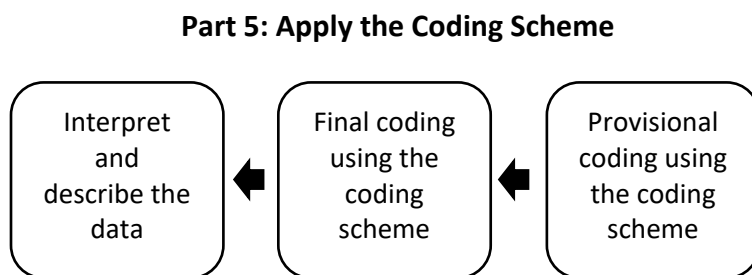 Part 5: Apply the Coding Scheme
Interpret
and
describe the
data
Final coding
using the
coding
scheme
Provisional
coding using
the coding
scheme